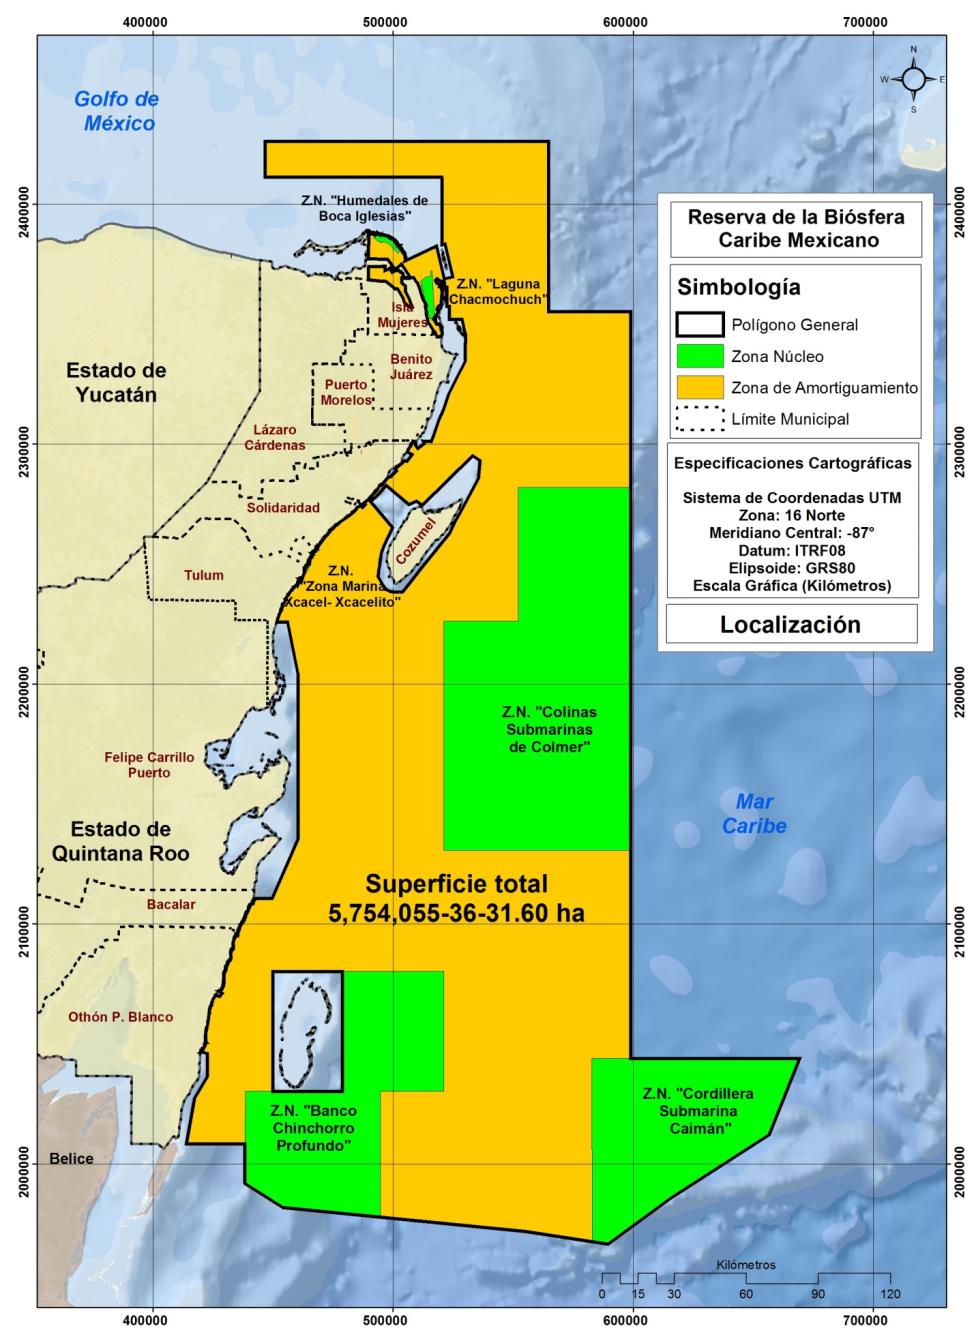 400000
500000
600000
700000
N
W
E
S
Golfo de
México
2400000
2400000
Z.N. "Humedales de
Boca Iglesias"
Reserva de la Biósfera
Caribe Mexicano
Simbología
Polígono General
Zona Núcleo
Zona de Amortiguamiento
Límite Municipal
Z.N. "Laguna
Chacmochuch"
Isla
Mujeres
Benito
Juárez
Estado de
Yucatán
Puerto
Morelos
Lázaro
Cárdenas
2300000
2300000
Especificaciones Cartográficas
Sistema de Coordenadas UTM
Zona: 16 Norte
Meridiano Central: -87°
Datum: ITRF08
Elipsoide: GRS80
Escala Gráfica (Kilómetros)
Localización
Solidaridad
Cozumel
Tulum
Z.N.
"Zona Marina
Xcacel- Xcacelito"
2200000
2200000
Z.N. "Colinas
Submarinas
de Colmer"
Felipe Carrillo
Puerto
Mar
Caribe
Estado de
Quintana Roo
Superficie total
5,754,055-36-31.60 ha
Bacalar
2100000
2100000
Othón P. Blanco
Z.N. "Banco
Chinchorro
Profundo"
Z.N. "Cordillera
Submarina
Caimán"
Belice
2000000
2000000
Kilómetros
0 15 30 60 90 120
400000
500000
600000
700000